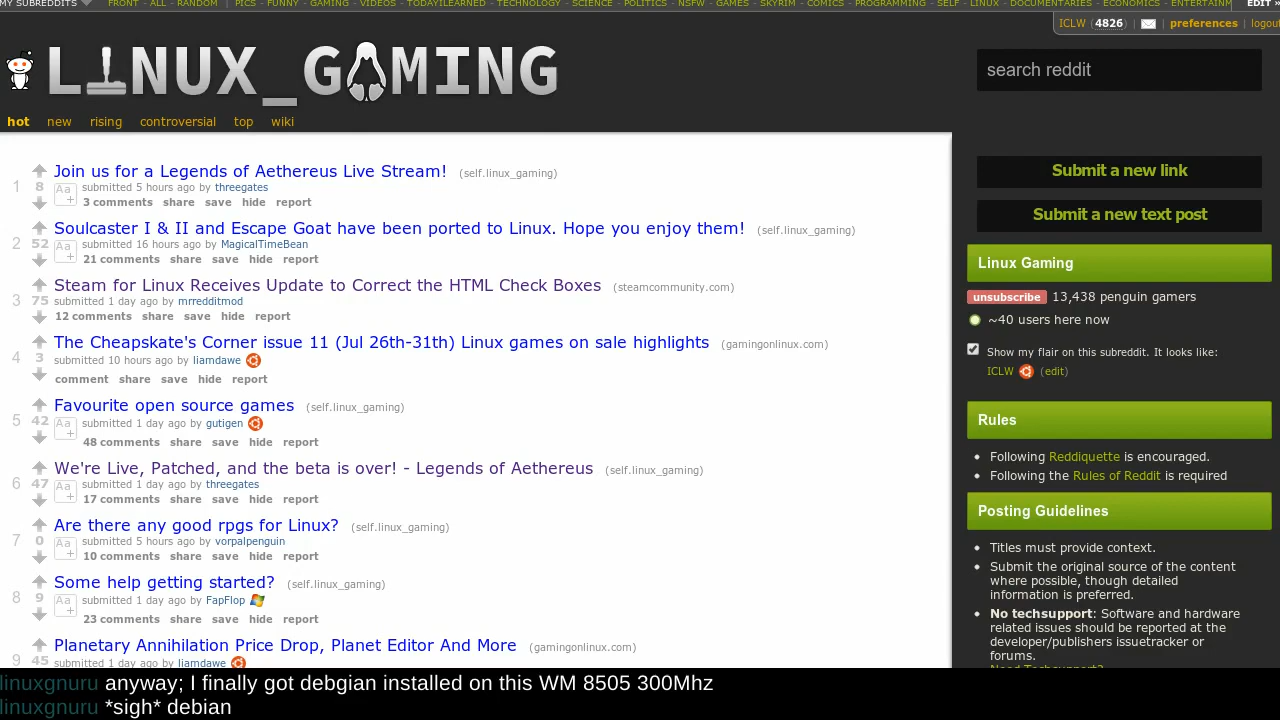 MY SUBREDDITS FRONT - ALL - RANDOM | PICS - FUNNY - GAMING - VIDEOS - TODAYILEARNED - TECHNOLOGY - SCIENCE - POLITICS - NSFW - GAMES - SKYRIM - COMICS - PROGRAMMING - SELF - LINUX - DOCUMENTARIES - ECONOMICS - ENTERTAINM EDIT »
ICLW (4826) | | preferences | logout
LINUX_GAMING
search reddit
hot new rising controversial top wiki
1
Join us for a Legends of Aethereus Live Stream! (self.linux_gaming)
8 Aa+ submitted 5 hours ago by threegates
3 comments share save hide report
2
Soulcaster I & II and Escape Goat have been ported to Linux. Hope you enjoy them! (self.linux_gaming)
52 Aa+ submitted 16 hours ago by MagicalTimeBean
21 comments share save hide report
3
Steam for Linux Receives Update to Correct the HTML Check Boxes (steamcommunity.com)
75 submitted 1 day ago by mrredditmod
12 comments share save hide report
4
The Cheapskate's Corner issue 11 (Jul 26th-31th) Linux games on sale highlights (gamingonlinux.com)
3 submitted 10 hours ago by liamdawe
comment share save hide report
5
Favourite open source games (self.linux_gaming)
42 Aa+ submitted 1 day ago by gutigen
48 comments share save hide report
6
We're Live, Patched, and the beta is over! - Legends of Aethereus (self.linux_gaming)
47 Aa+ submitted 1 day ago by threegates
17 comments share save hide report
7
Are there any good rpgs for Linux? (self.linux_gaming)
0 Aa+ submitted 5 hours ago by vorpalpenguin
10 comments share save hide report
8
Some help getting started? (self.linux_gaming)
9 Aa+ submitted 1 day ago by FapFlop
23 comments share save hide report
9
Planetary Annihilation Price Drop, Planet Editor And More (gamingonlinux.com)
45 submitted 1 day ago by liamdawe
Submit a new link
Submit a new text post
Linux Gaming
unsubscribe 13,438 penguin gamers
~40 users here now
Show my flair on this subreddit. It looks like:
ICLW (edit)
Rules
• Following Reddiquette is encouraged.
• Following the Rules of Reddit is required
Posting Guidelines
• Titles must provide context.
• Submit the original source of the content
where possible, though detailed
information is preferred.
• No techsupport: Software and hardware
related issues should be reported at the
developer/publishers issuetracker or
forums.
Need Techsupport?
linuxgnuru anyway; I finally got debgian installed on this WM 8505 300Mhz
linuxgnuru *sigh* debian